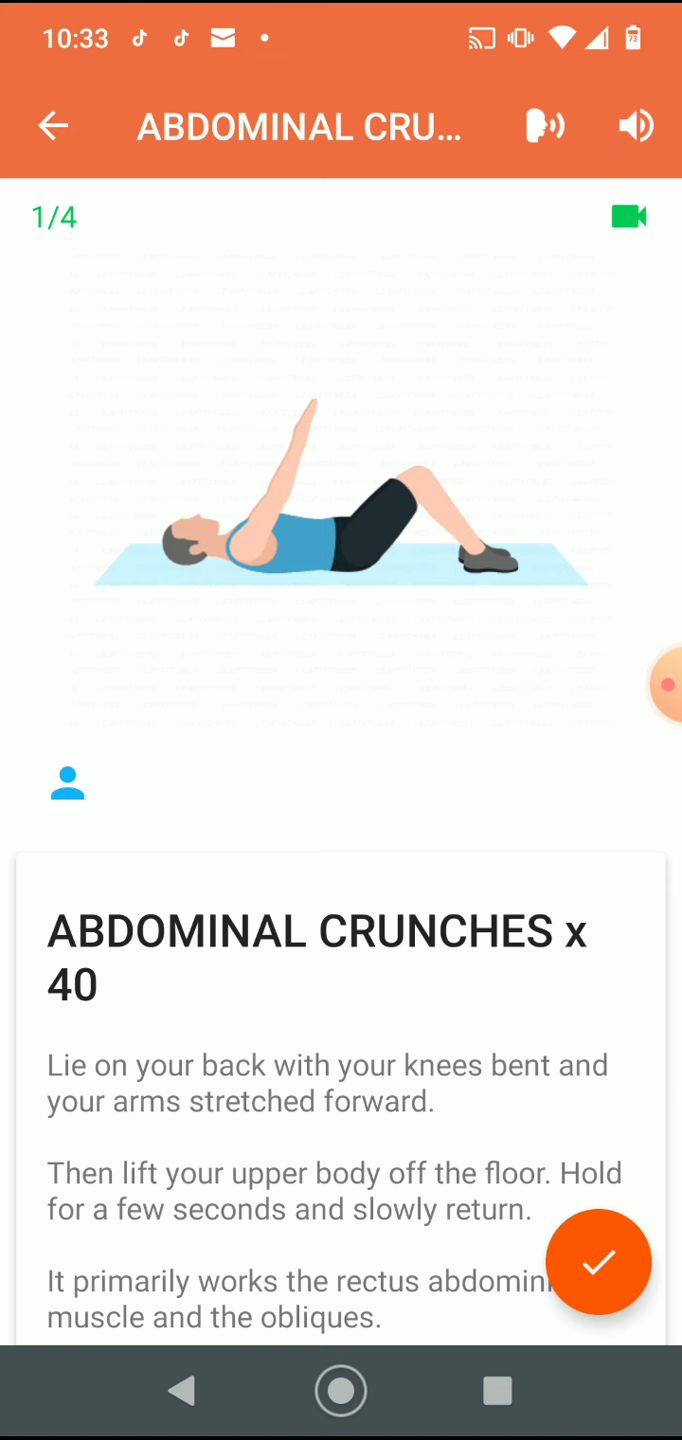 10:33
73
ABDOMINAL CRU...
1/4
ABDOMINAL CRUNCHES x
40
Lie on your back with your knees bent and
your arms stretched forward.
Then lift your upper body off the floor. Hold
for a few seconds and slowly return.
It primarily works the rectus
muscle and the obliques.